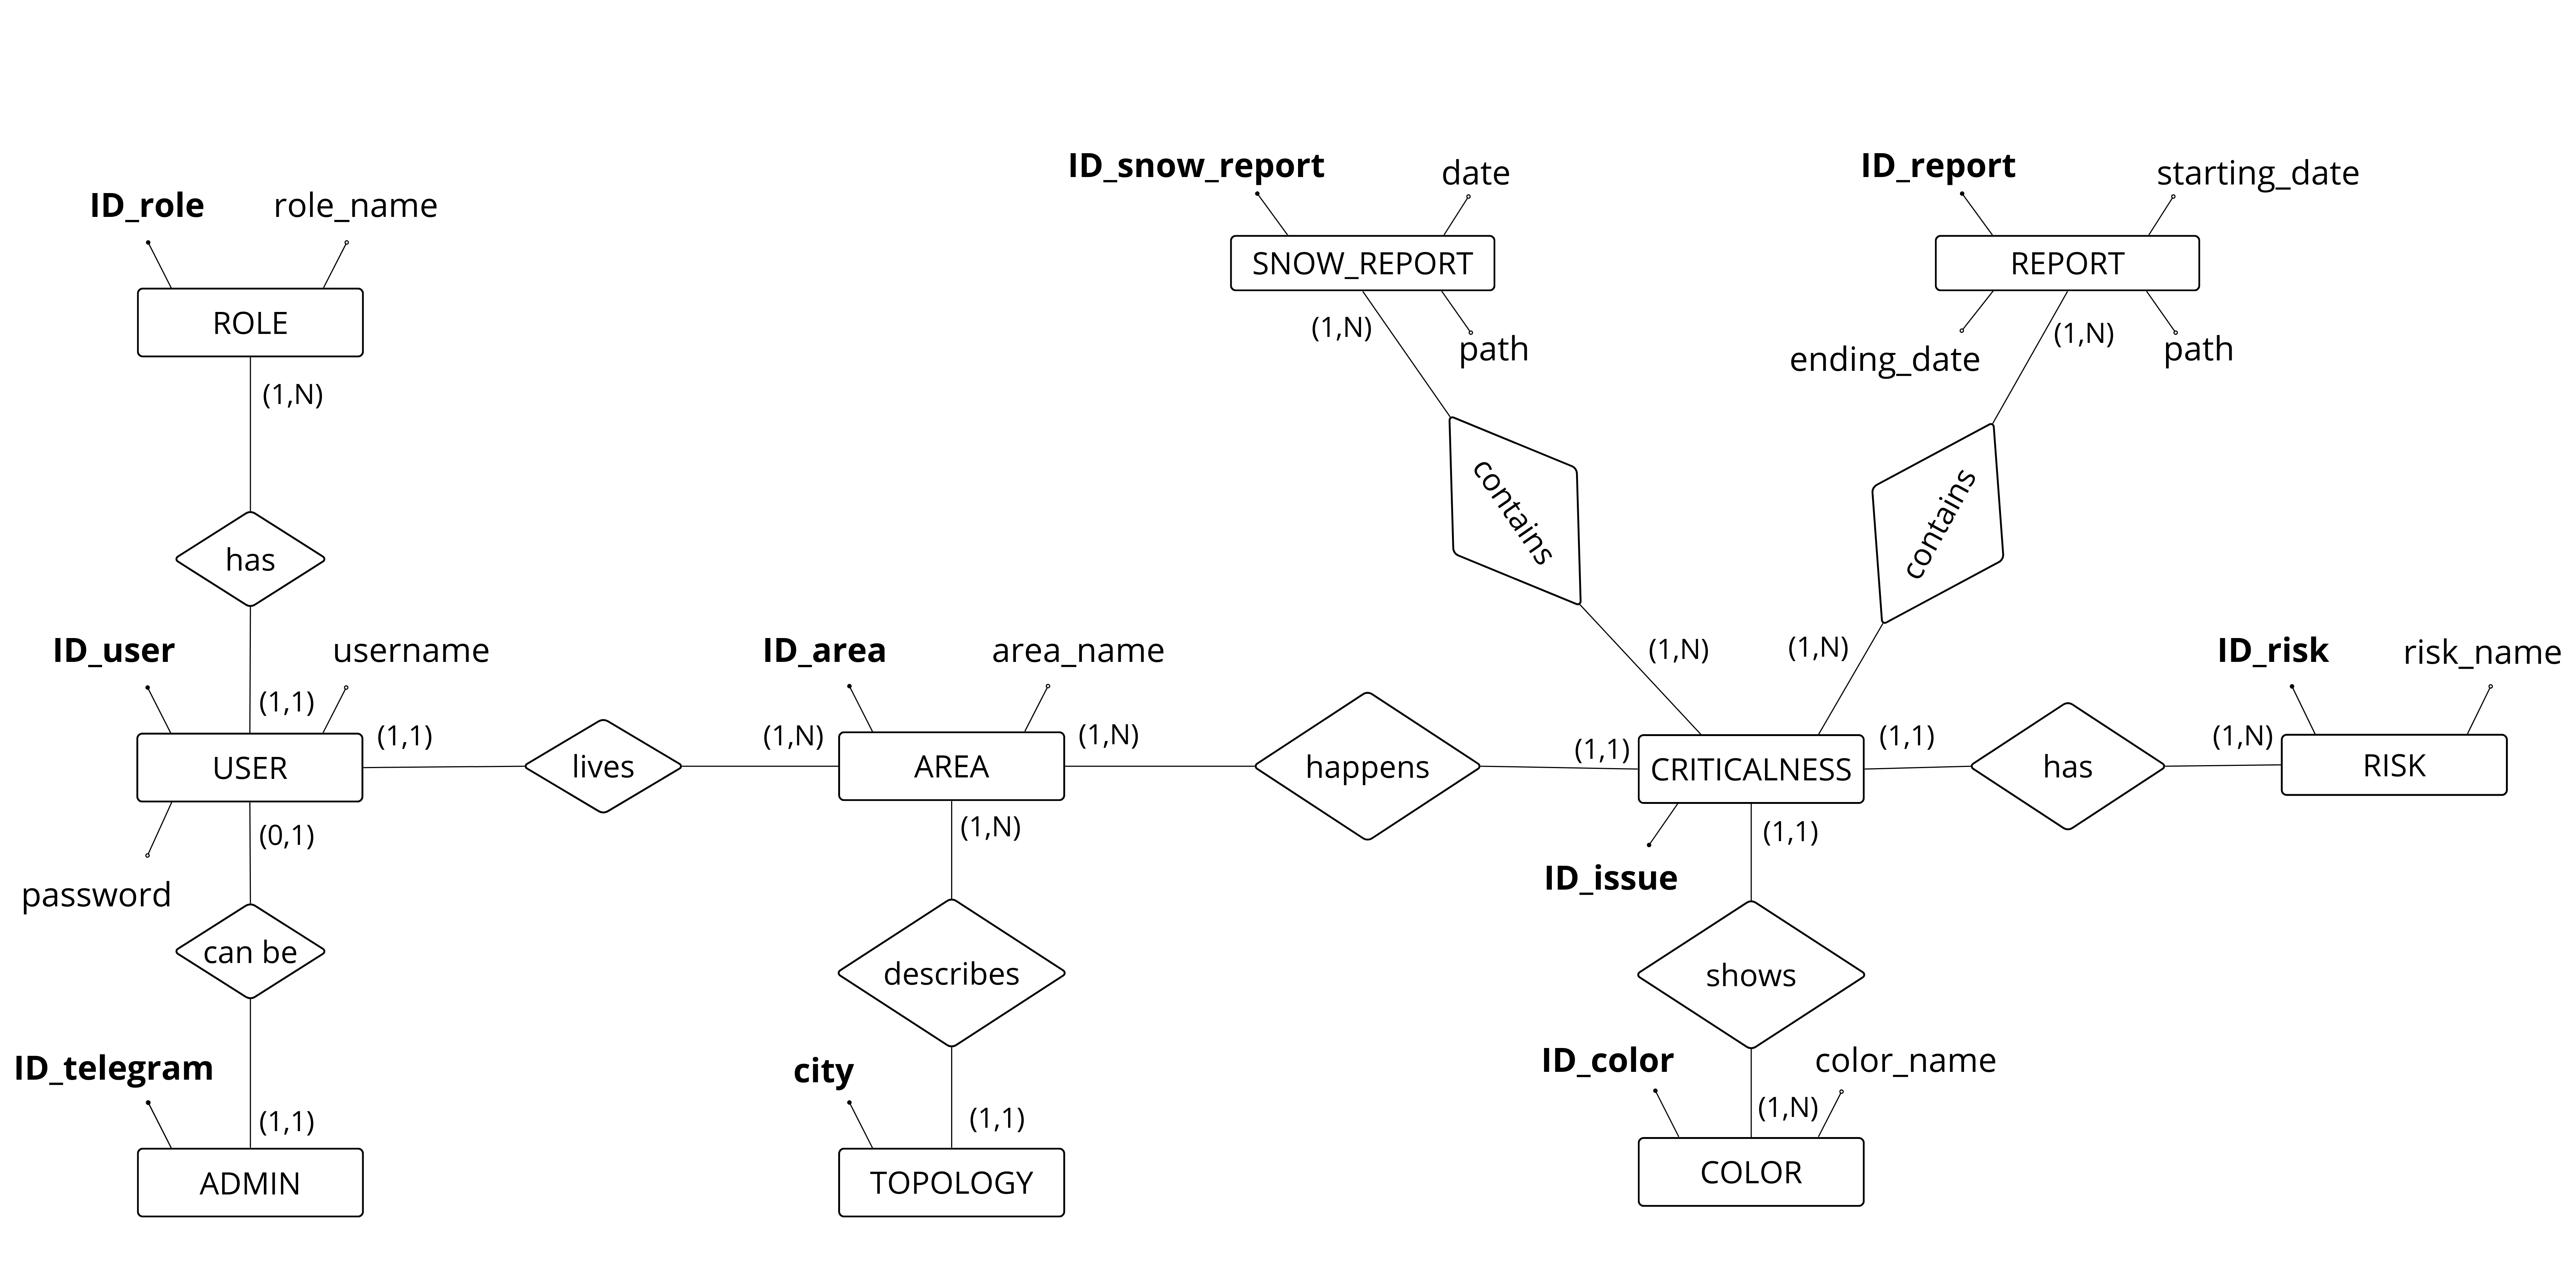 ID_snow_report
date
ID_report
starting_date
ID_role
role_name
SNOW_REPORT
REPORT
ROLE
(1,N)
(1,N)
path
ending_date
path
(1,N)
contains
contains
has
ID_user
username
ID_area
area_name
(1,N)
(1,N)
ID_risk
risk_name
(1,1)
(1,1)
(1,N)
(1,N)
(1,1)
(1,1)
(1,N)
USER
lives
AREA
happens
CRITICALNESS
has
RISK
(0,1)
(1,N)
(1,1)
password
ID_issue
can be
describes
shows
ID_telegram
city
ID_color
color_name
(1,1)
(1,1)
(1,N)
ADMIN
TOPOLOGY
COLOR